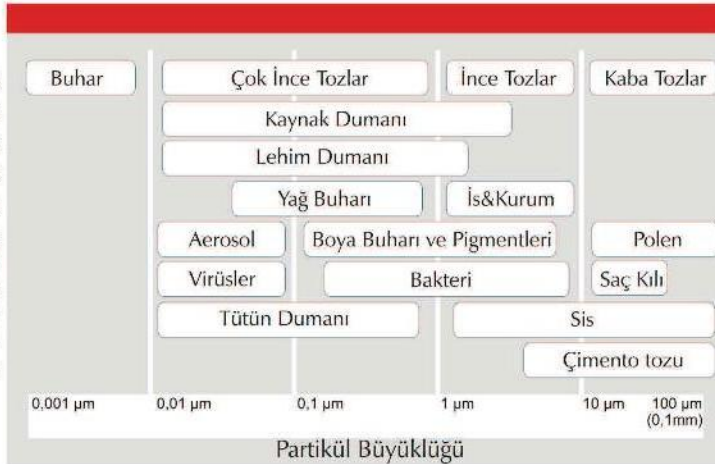 Buhar Çok İnce Tozlar İnce Tozlar Kaba Tozlar
Kaynak Dumanı
Lehim Dumanı
Yağ Buharı İs&Kurum
Aerosol Boya Buharı ve Pigmentleri Polen
Virüsler Bakteri Saç Kılı
Tütün Dumanı Sis
Çimento tozu
0,001 µm 0,01 µm 0,1 µm 1 µm 10 µm 100 µm
(0,1mm)
Partikül Büyüklüğü